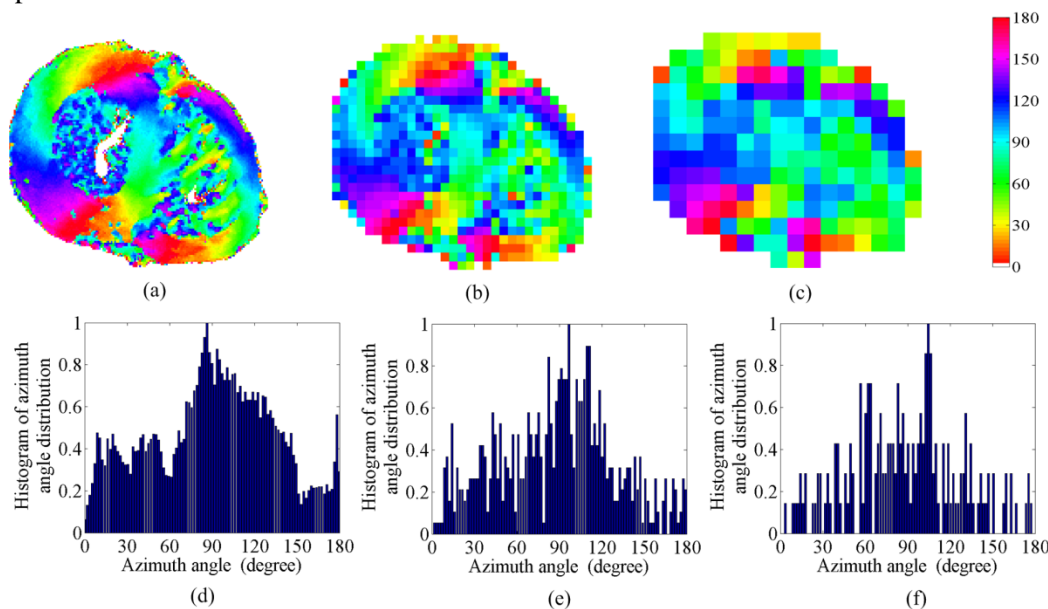 180
150
120
90
60
30
0
(a)
(b)
(c)
Histogram of azimuth
angle distribution
1
0.8
0.6
0.4
0.2
0
0 30 60 90 120 150 180
Azimuth angle (degree)
(d)
Histogram of azimuth
angle distribution
1
0.8
0.6
0.4
0.2
0
0 30 60 90 120 150 180
Azimuth angle (degree)
(e)
Histogram of azimuth
angle distribution
1
0.8
0.6
0.4
0.2
0
0 30 60 90 120 150 180
Azimuth angle (degree)
(f)